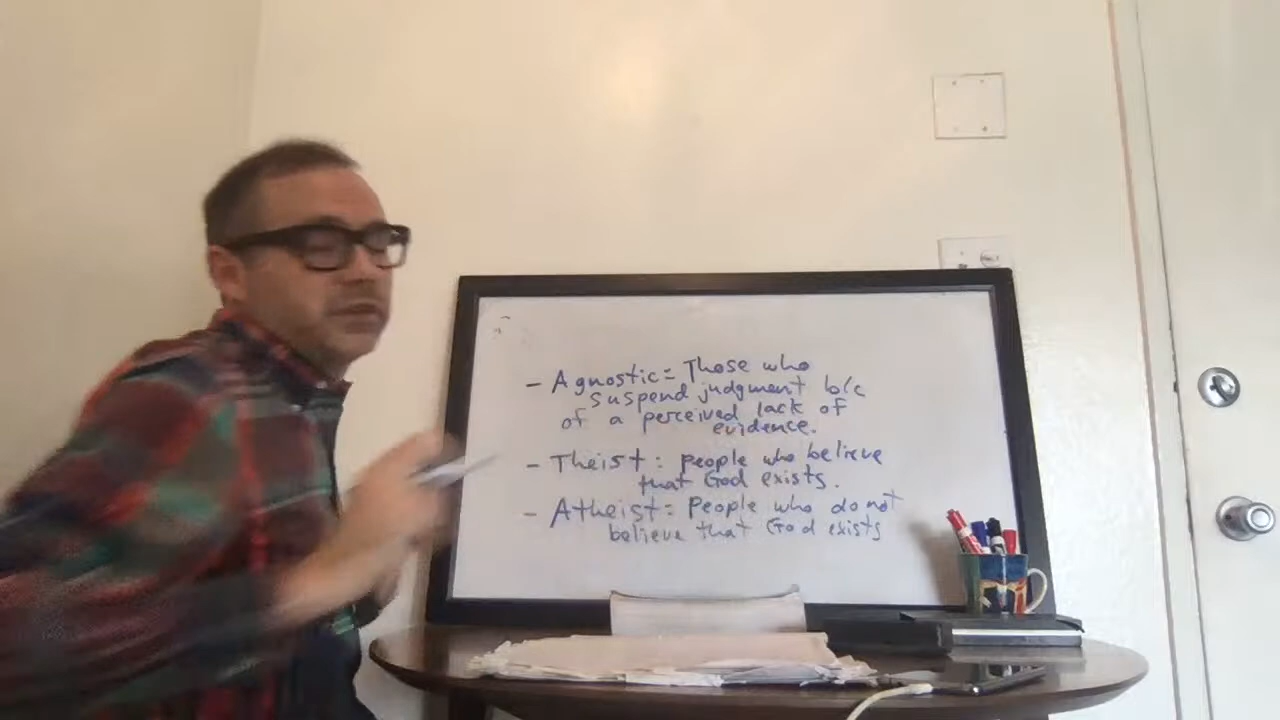 - Agnostic = Those who
suspend judgment b/c
of a perceived lack of
evidence.
- Theist : people who believe
that God exists.
- Atheist = People who do not
believe that God exists